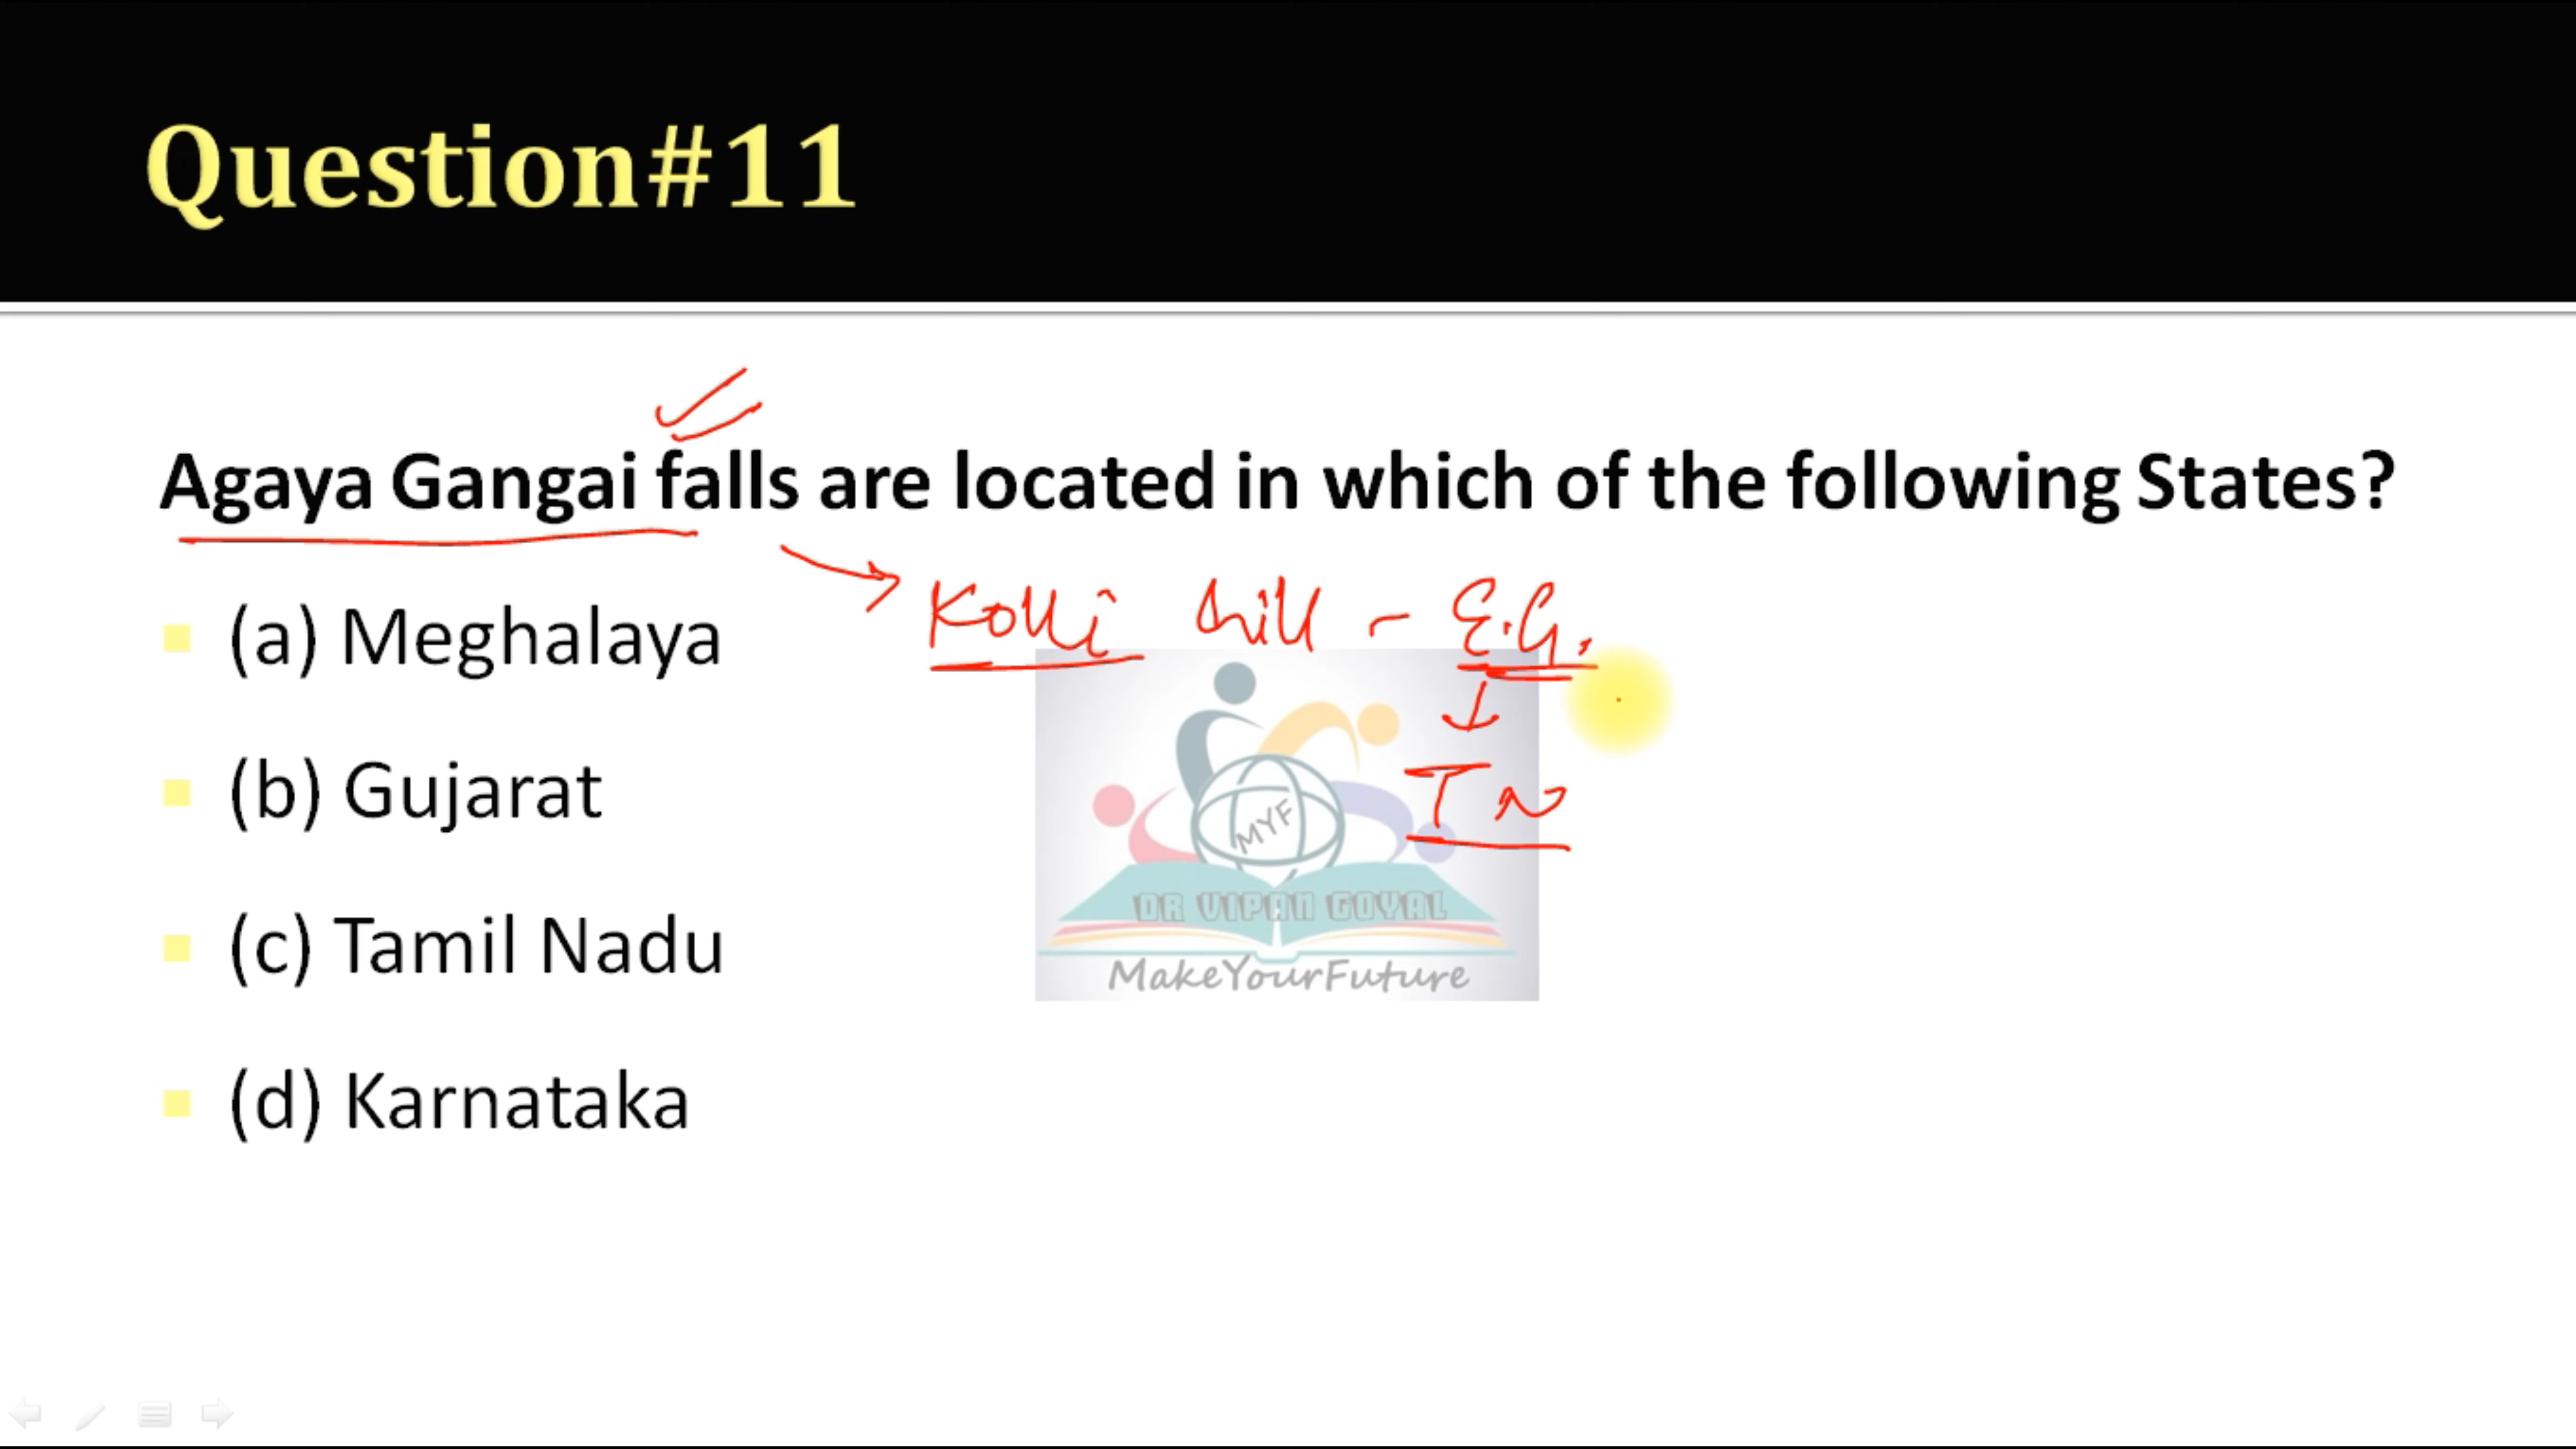 Question#11
Agaya Gangai falls are located in which of the following States?
Kolli hill - E.G.
(a) Meghalaya
TN
(b) Gujarat
MYF
DR VIPAN GOYAL
(c) Tamil Nadu
MakeYourFuture
(d) Karnataka